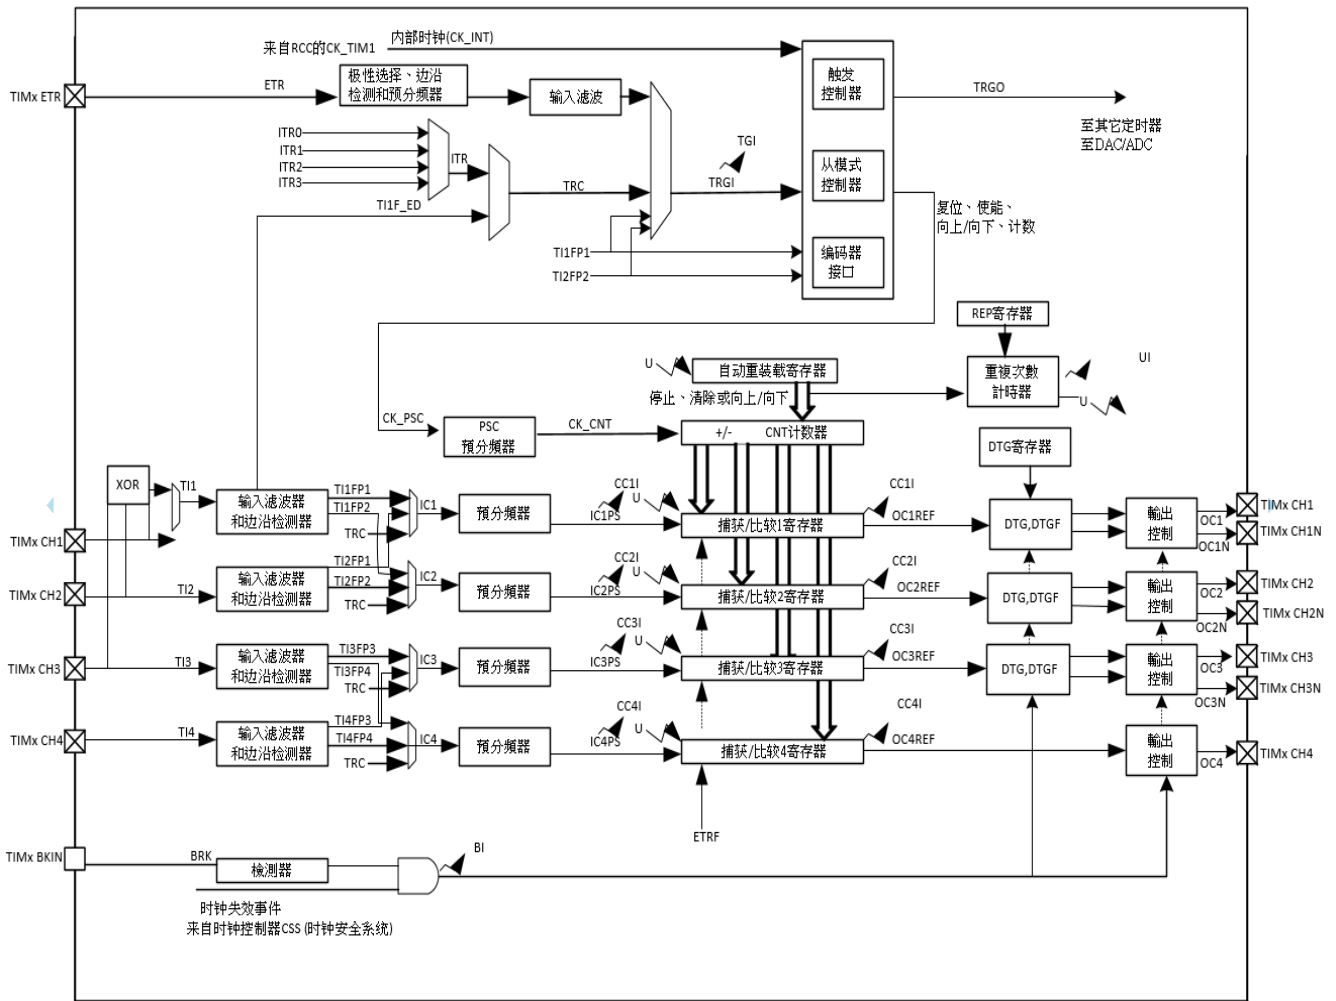 来自RCC的CK_TIM1
内部时钟(CK_INT)
TIMx ETR
ETR
极性选择、边沿
检测和预分频器
输入滤波
触发
控制器
TRGO
至其它定时器
至DAC/ADC
ITR0
ITR1
ITR2
ITR3
ITR
TI1F_ED
TRC
TGI
TRGI
从模式
控制器
复位、使能、
向上/向下、计数
TI1FP1
TI2FP2
编码器
接口
REP寄存器
U
自动重装载寄存器
停止、清除或向上/向下
重複次數
計時器
UI
U
CK_PSC
PSC
預分頻器
CK_CNT
+/-
CNT计数器
DTG寄存器
XOR
TI1
输入滤波器
和边沿检测器
TI1FP1
TI1FP2
TRC
IC1
預分頻器
CC1I
U
IC1PS
捕获/比较1寄存器
CC1I
OC1REF
DTG,DTGF
輸出
控制
OC1
OC1N
TIMx CH1
TIMx CH1N
TIMx CH1
TIMx CH2
TI2
输入滤波器
和边沿检测器
TI2FP1
TI2FP2
TRC
IC2
預分頻器
CC2I
U
IC2PS
捕获/比较2寄存器
CC2I
OC2REF
DTG,DTGF
輸出
控制
OC2
OC2N
TIMx CH2
TIMx CH2N
TIMx CH3
TI3
输入滤波器
和边沿检测器
TI3FP3
TI3FP4
TRC
IC3
預分頻器
CC3I
U
IC3PS
捕获/比较3寄存器
CC3I
OC3REF
DTG,DTGF
輸出
控制
OC3
OC3N
TIMx CH3
TIMx CH3N
TIMx CH4
TI4
输入滤波器
和边沿检测器
TI4FP3
TI4FP4
TRC
IC4
預分頻器
CC4I
U
IC4PS
捕获/比较4寄存器
CC4I
OC4REF
輸出
控制
OC4
TIMx CH4
ETRF
TIMx BKIN
BRK
檢測器
BI
时钟失效事件
来自时钟控制器CSS (时钟安全系统)